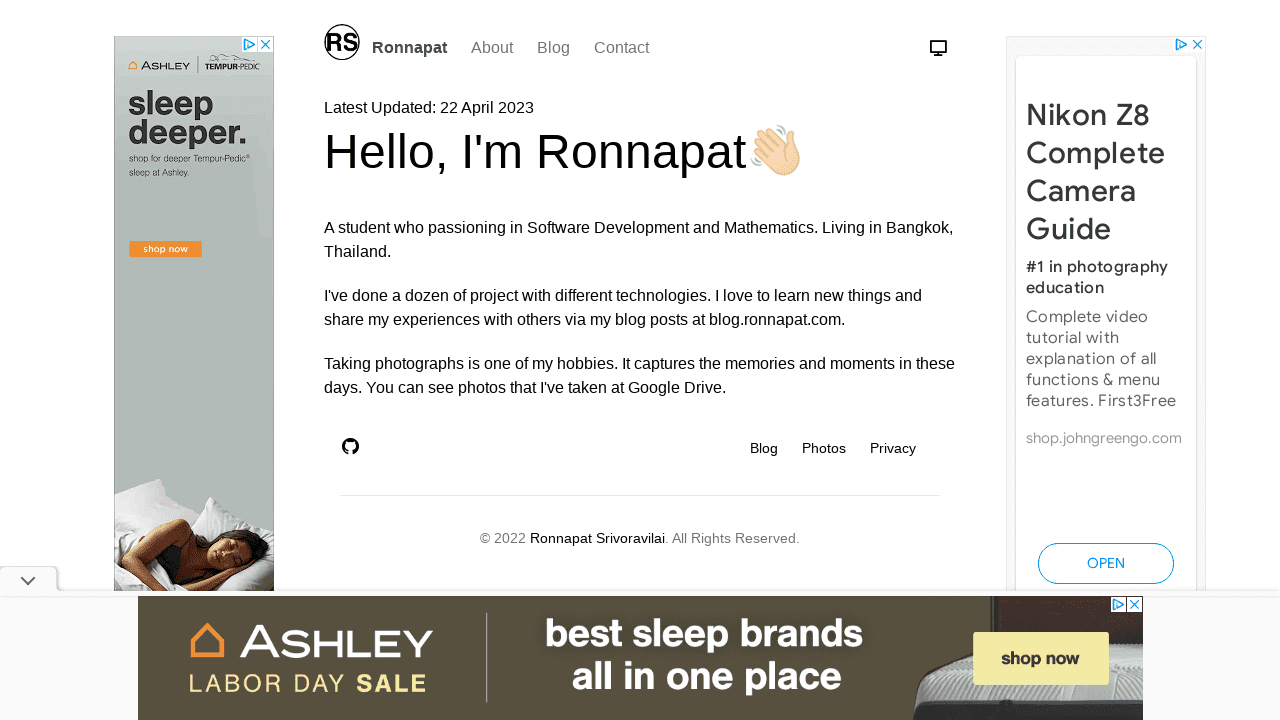 RS Ronnapat About Blog Contact
ASHLEY | TEMPUR-PEDIC
sleep
deeper.
shop for deeper Tempur-Pedic®
sleep at Ashley.
shop now
Latest Updated: 22 April 2023
Hello, I'm Ronnapat👋🏻
A student who passioning in Software Development and Mathematics. Living in Bangkok,
Thailand.
I've done a dozen of project with different technologies. I love to learn new things and
share my experiences with others via my blog posts at blog.ronnapat.com.
Taking photographs is one of my hobbies. It captures the memories and moments in these
days. You can see photos that I've taken at Google Drive.
Blog Photos Privacy
© 2022 Ronnapat Srivoravilai. All Rights Reserved.
Nikon Z8
Complete
Camera
Guide
#1 in photography
education
Complete video
tutorial with
explanation of all
functions & menu
features. First3Free
shop.johngreengo.com
OPEN
ASHLEY
LABOR DAY SALE
best sleep brands
all in one place
shop now